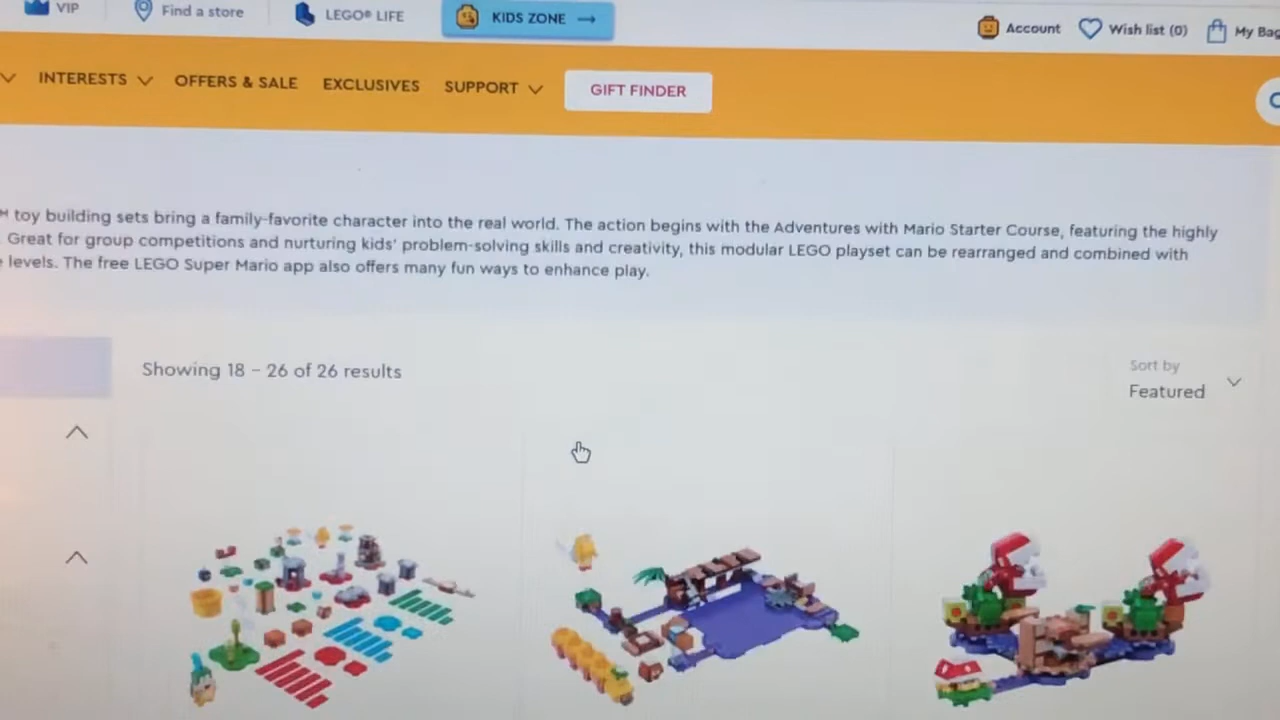 VIP
Find a store
LEGO® LIFE
KIDS ZONE →
Account
Wish list (0)
My Bag
INTERESTS
OFFERS & SALE
EXCLUSIVES
SUPPORT
GIFT FINDER
toy building sets bring a family-favorite character into the real world. The action begins with the Adventures with Mario Starter Course, featuring the highly
Great for group competitions and nurturing kids' problem-solving skills and creativity, this modular LEGO playset can be rearranged and combined with
levels. The free LEGO Super Mario app also offers many fun ways to enhance play.
Showing 18 – 26 of 26 results
Sort by
Featured